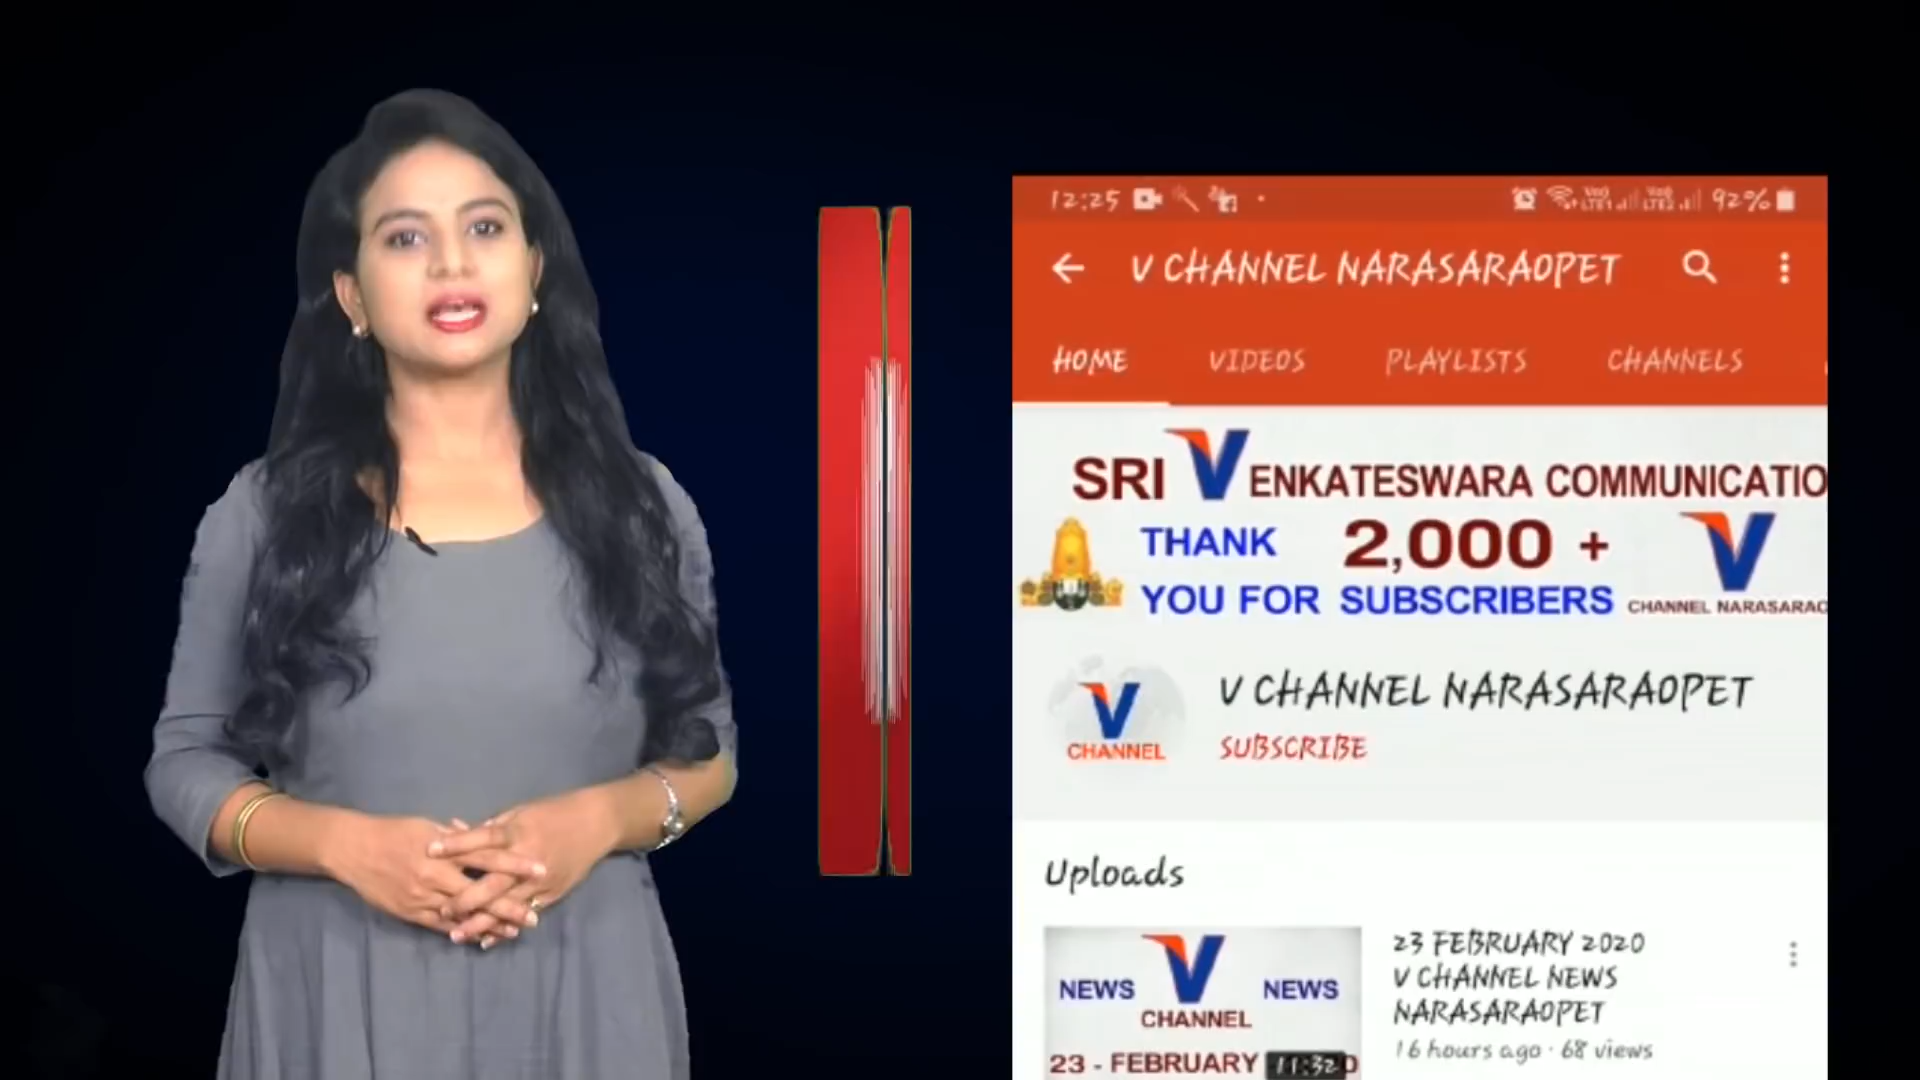 12:25
92%
V CHANNEL NARASARAOPET
HOME VIDEOS PLAYLISTS CHANNELS
SRI VENKATESWARA COMMUNICATIO
THANK 2,000 +
YOU FOR SUBSCRIBERS
CHANNEL NARASARAO
V CHANNEL NARASARAOPET
CHANNEL
SUBSCRIBE
Uploads
NEWS V NEWS
CHANNEL
23 - FEBRUARY
11:32
23 FEBRUARY 2020
V CHANNEL NEWS
NARASARAOPET
16 hours ago · 68 views